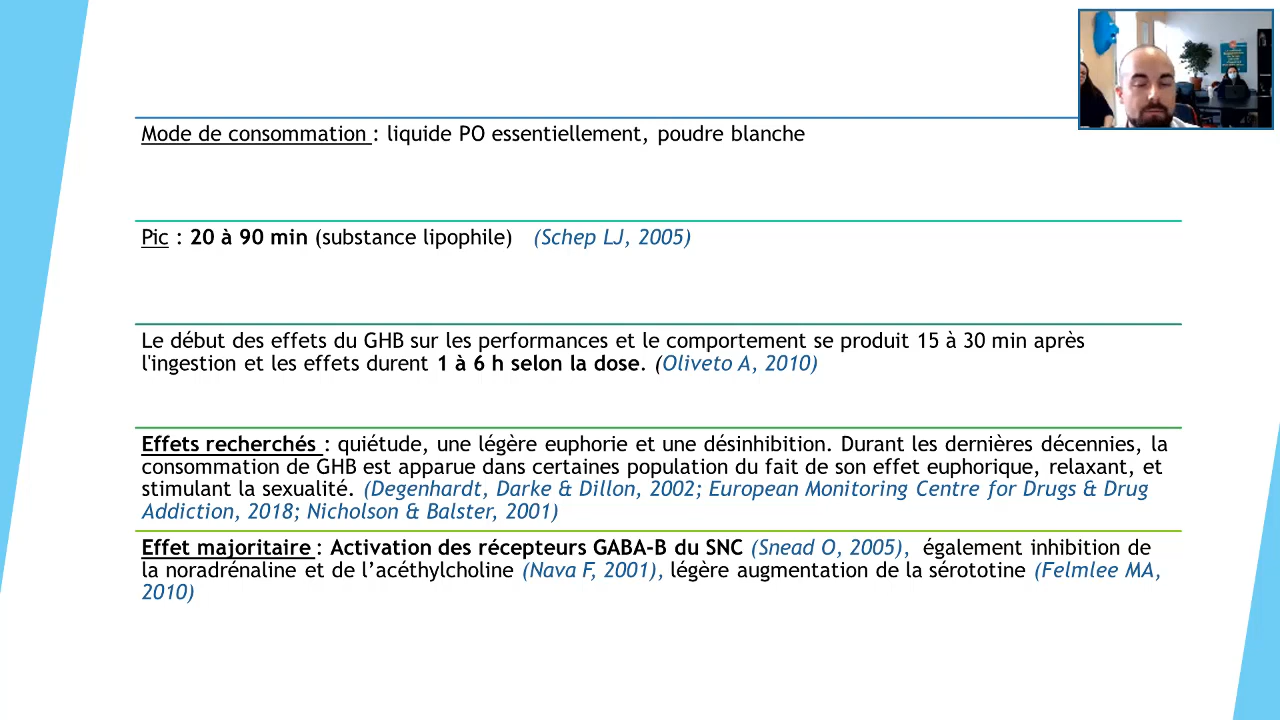 Mode de consommation : liquide PO essentiellement, poudre blanche
Pic : 20 à 90 min (substance lipophile) (Schep LJ, 2005)
Le début des effets du GHB sur les performances et le comportement se produit 15 à 30 min après
l'ingestion et les effets durent 1 à 6 h selon la dose. (Oliveto A, 2010)
Effets recherchés : quiétude, une légère euphorie et une désinhibition. Durant les dernières décennies, la
consommation de GHB est apparue dans certaines population du fait de son effet euphorique, relaxant, et
stimulant la sexualité. (Degenhardt, Darke & Dillon, 2002; European Monitoring Centre for Drugs & Drug
Addiction, 2018; Nicholson & Balster, 2001)
Effet majoritaire : Activation des récepteurs GABA-B du SNC (Snead O, 2005), également inhibition de
la noradrénaline et de l’acéthylcholine (Nava F, 2001), légère augmentation de la sérototine (Felmlee MA,
2010)